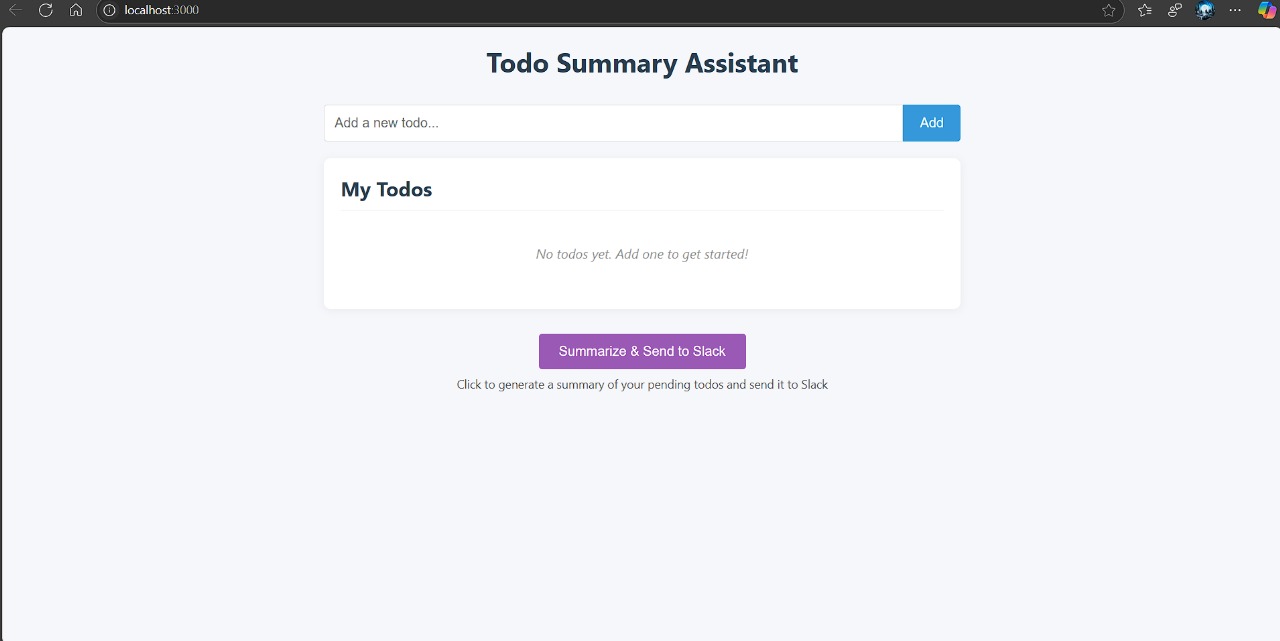 localhost:3000
Todo Summary Assistant
Add a new todo...
Add
My Todos
No todos yet. Add one to get started!
Summarize & Send to Slack
Click to generate a summary of your pending todos and send it to Slack